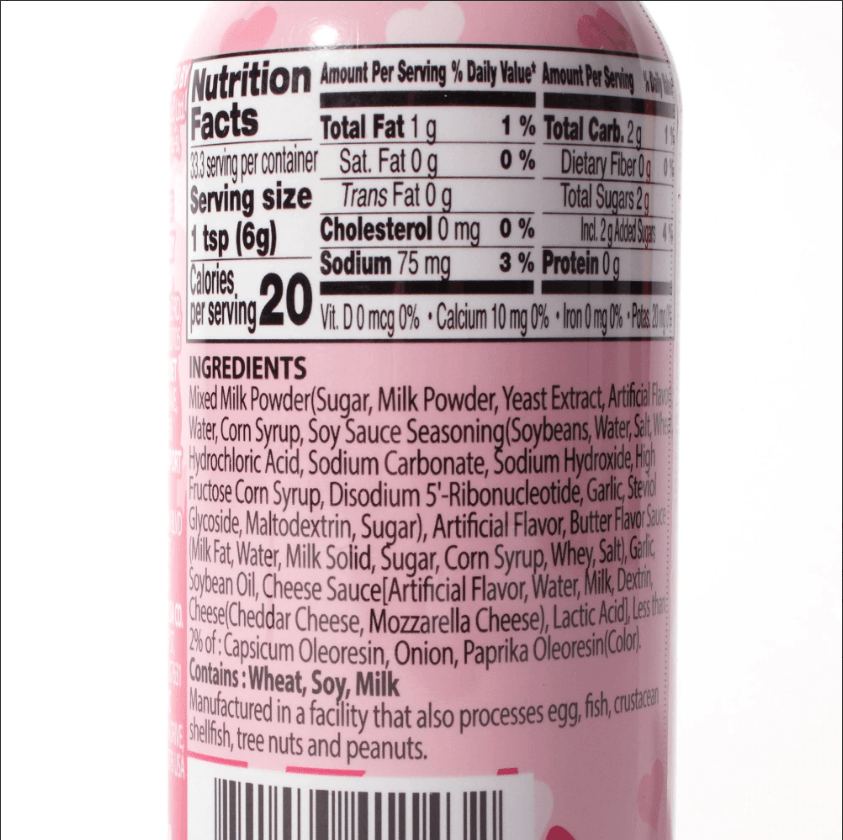 Nutrition Facts
33.3 serving per container
Serving size
1 tsp (6g)
Calories
per serving 20
Amount Per Serving % Daily Value*
Total Fat 1 g 1 %
Sat. Fat 0 g 0 %
Trans Fat 0 g
Cholesterol 0 mg 0 %
Sodium 75 mg 3 %
Amount Per Serving % Daily
Total Carb. 2 g 1%
Dietary Fiber 0 g 0
Total Sugars 2 g
Incl. 2 g Added Sugars 4
Protein 0 g
Vit. D 0 mcg 0% • Calcium 10 mg 0% • Iron 0 mg 0% • Potas. 20 mg
INGREDIENTS
Mixed Milk Powder(Sugar, Milk Powder, Yeast Extract, Artificial
Water, Corn Syrup, Soy Sauce Seasoning(Soybeans, Water, Salt,
Hydrochloric Acid, Sodium Carbonate, Sodium Hydroxide, High
Fructose Corn Syrup, Disodium 5'-Ribonucleotide, Garlic, Steviol
Glycoside, Maltodextrin, Sugar), Artificial Flavor, Butter Flavor Sauce
(Milk Fat, Water, Milk Solid, Sugar, Corn Syrup, Whey, Salt), Garlic,
Soybean Oil, Cheese Sauce[Artificial Flavor, Water, Milk, Dextrin,
Cheese(Cheddar Cheese, Mozzarella Cheese), Lactic Acid], Less than
2% of : Capsicum Oleoresin, Onion, Paprika Oleoresin(Color).
Contains : Wheat, Soy, Milk
Manufactured in a facility that also processes egg, fish, crustacean
shellfish, tree nuts and peanuts.